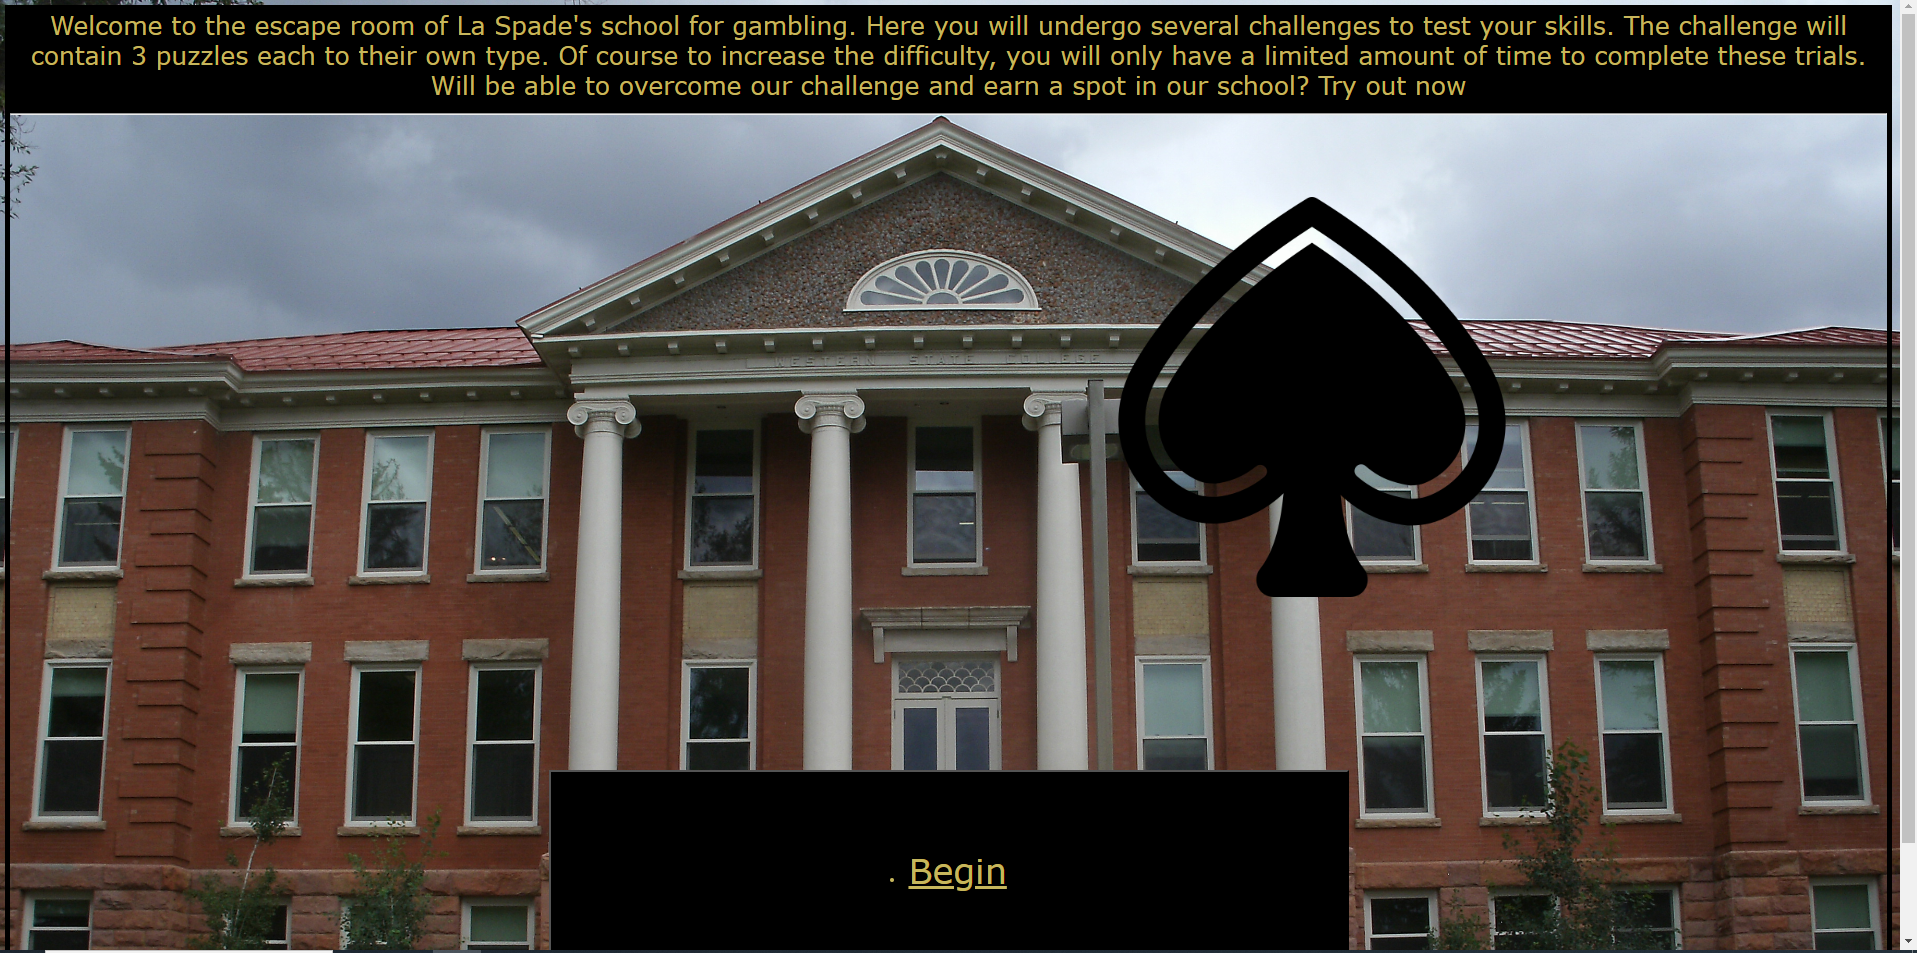 Welcome to the escape room of La Spade's school for gambling. Here you will undergo several challenges to test your skills. The challenge will
contain 3 puzzles each to their own type. Of course to increase the difficulty, you will only have a limited amount of time to complete these trials.
Will be able to overcome our challenge and earn a spot in our school? Try out now
STATE COLLEGE
. Begin